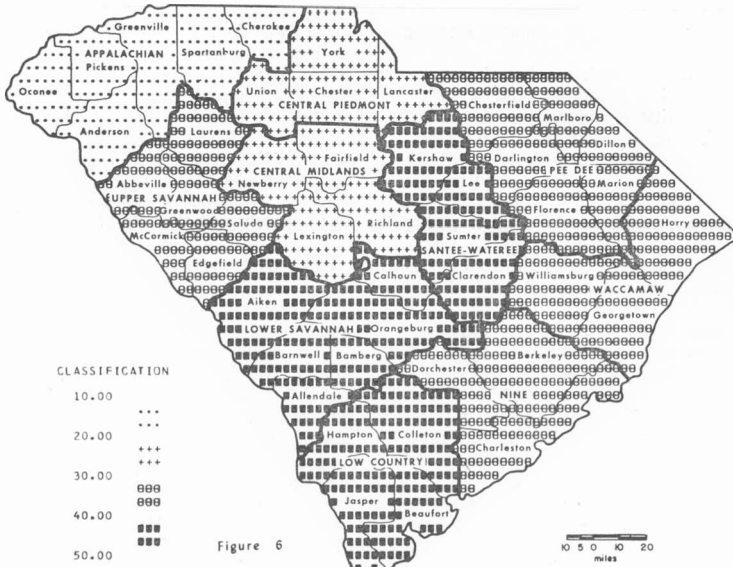 Greenville
Cherokee
York
APPALACHIAN
Spartanburg
Pickens
Oconee
Union
Chester
Lancaster
CENTRAL PIEDMONT
Chesterfield
Marlboro
Anderson
Laurens
Dillon
Fairfield
Kershaw
Darlington
PEE DEE
CENTRAL MIDLANDS
Abbeville
Newberry
Lee
Marion
UPPER SAVANNAH
Greenwood
Florence
McCormick
Saluda
Richland
Horry
Lexington
Sumter
SANTEE-WATEREE
Edgefield
Calhoun
Clarendon
Williamsburg
WACCAMAW
Aiken
Georgetown
LOWER SAVANNAH
Orangeburg
Barnwell
Bamberg
Berkeley
Dorchester
CLASSIFICATION
10.00
Allendale
NINE
20.00
Hampton
Colleton
Charleston
30.00
LOW COUNTRY
Jasper
40.00
Beaufort
50.00
Figure 6
10 5 0 10 20
miles